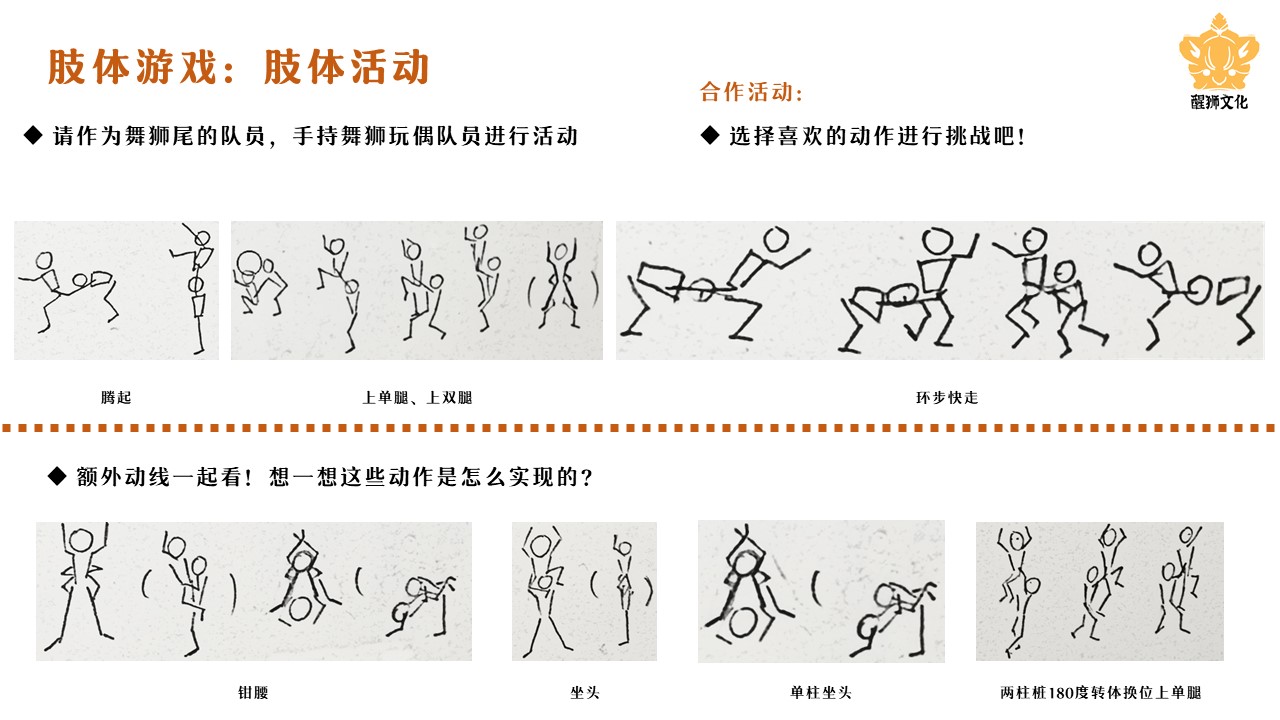 肢体游戏：肢体活动
醒狮文化
◆ 请作为舞狮尾的队员，手持舞狮玩偶队员进行活动
合作活动：
◆ 选择喜欢的动作进行挑战吧！
腾起
上单腿、上双腿
环步快走
◆ 额外动线一起看！想一想这些动作是怎么实现的？
钳腰
坐头
单柱坐头
两柱桩180度转体换位上单腿